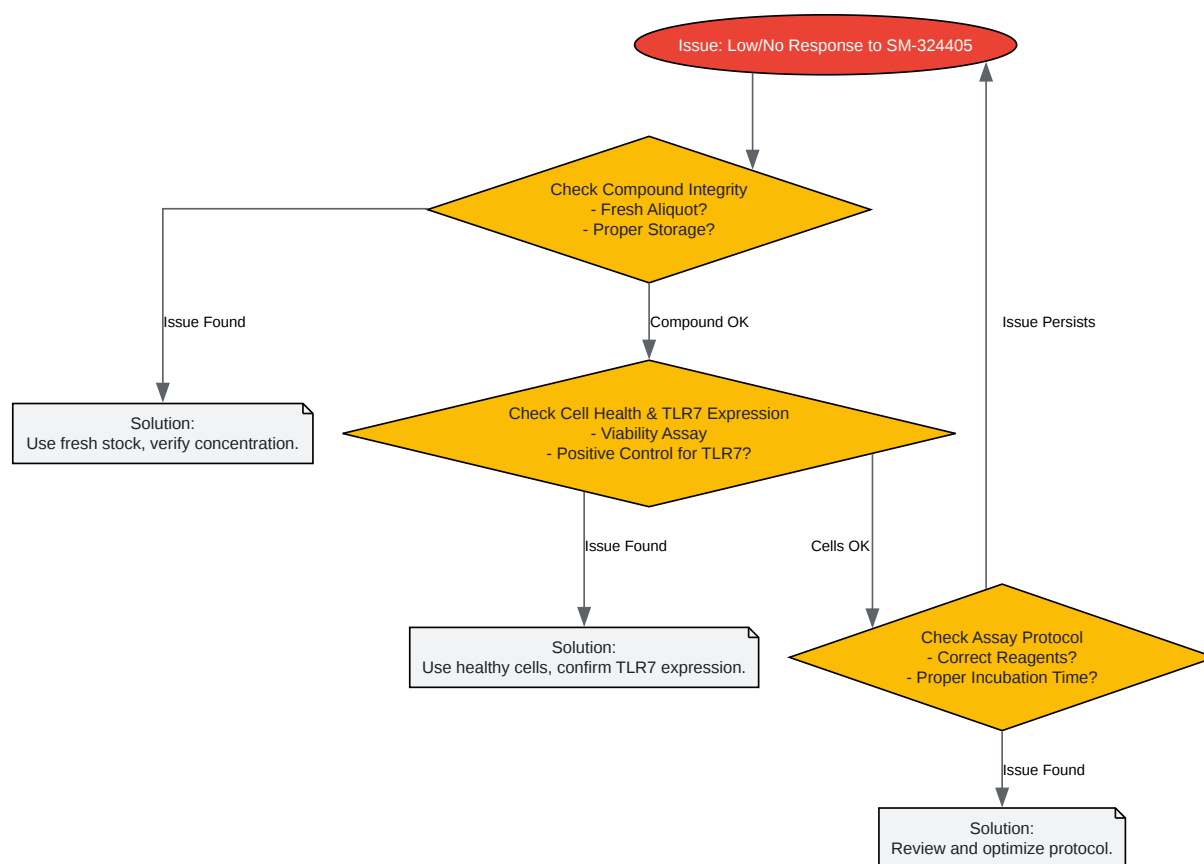 Issue: Low/No Response to SM-324405
Check Compound Integrity
- Fresh Aliquot?
- Proper Storage?
Issue Found
Compound OK
Issue Persists
Solution:
Use fresh stock, verify concentration.
Check Cell Health & TLR7 Expression
- Viability Assay
- Positive Control for TLR7?
Issue Found
Cells OK
Solution:
Use healthy cells, confirm TLR7 expression.
Check Assay Protocol
- Correct Reagents?
- Proper Incubation Time?
Issue Found
Solution:
Review and optimize protocol.